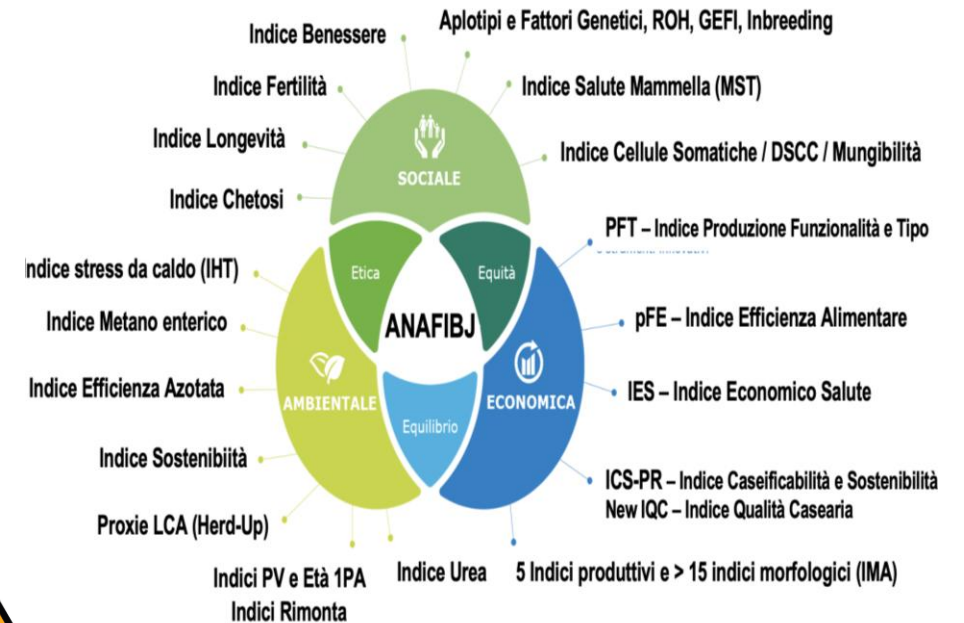 Aplotipi e Fattori Genetici, ROH, GEFI, Inbreeding
Indice Benessere
Indice Fertilità
Indice Salute Mammella (MST)
Indice Longevità
Indice Cellule Somatiche / DSCC / Mungibilità
SOCIALE
Indice Chetosi
PFT – Indice Produzione Funzionalità e Tipo
Indice stress da caldo (IHT)
Etica
Equità
Indice Metano enterico
ANAFIBJ
pFE – Indice Efficienza Alimentare
Indice Efficienza Azotata
AMBIENTALE
ECONOMICA
IES – Indice Economico Salute
Equilibrio
Indice Sostenibiità
ICS-PR – Indice Caseificabilità e Sostenibilità
New IQC – Indice Qualità Casearia
Proxie LCA (Herd-Up)
Indici PV e Età 1PA
Indici Rimonta
Indice Urea
5 Indici produttivi e > 15 indici morfologici (IMA)